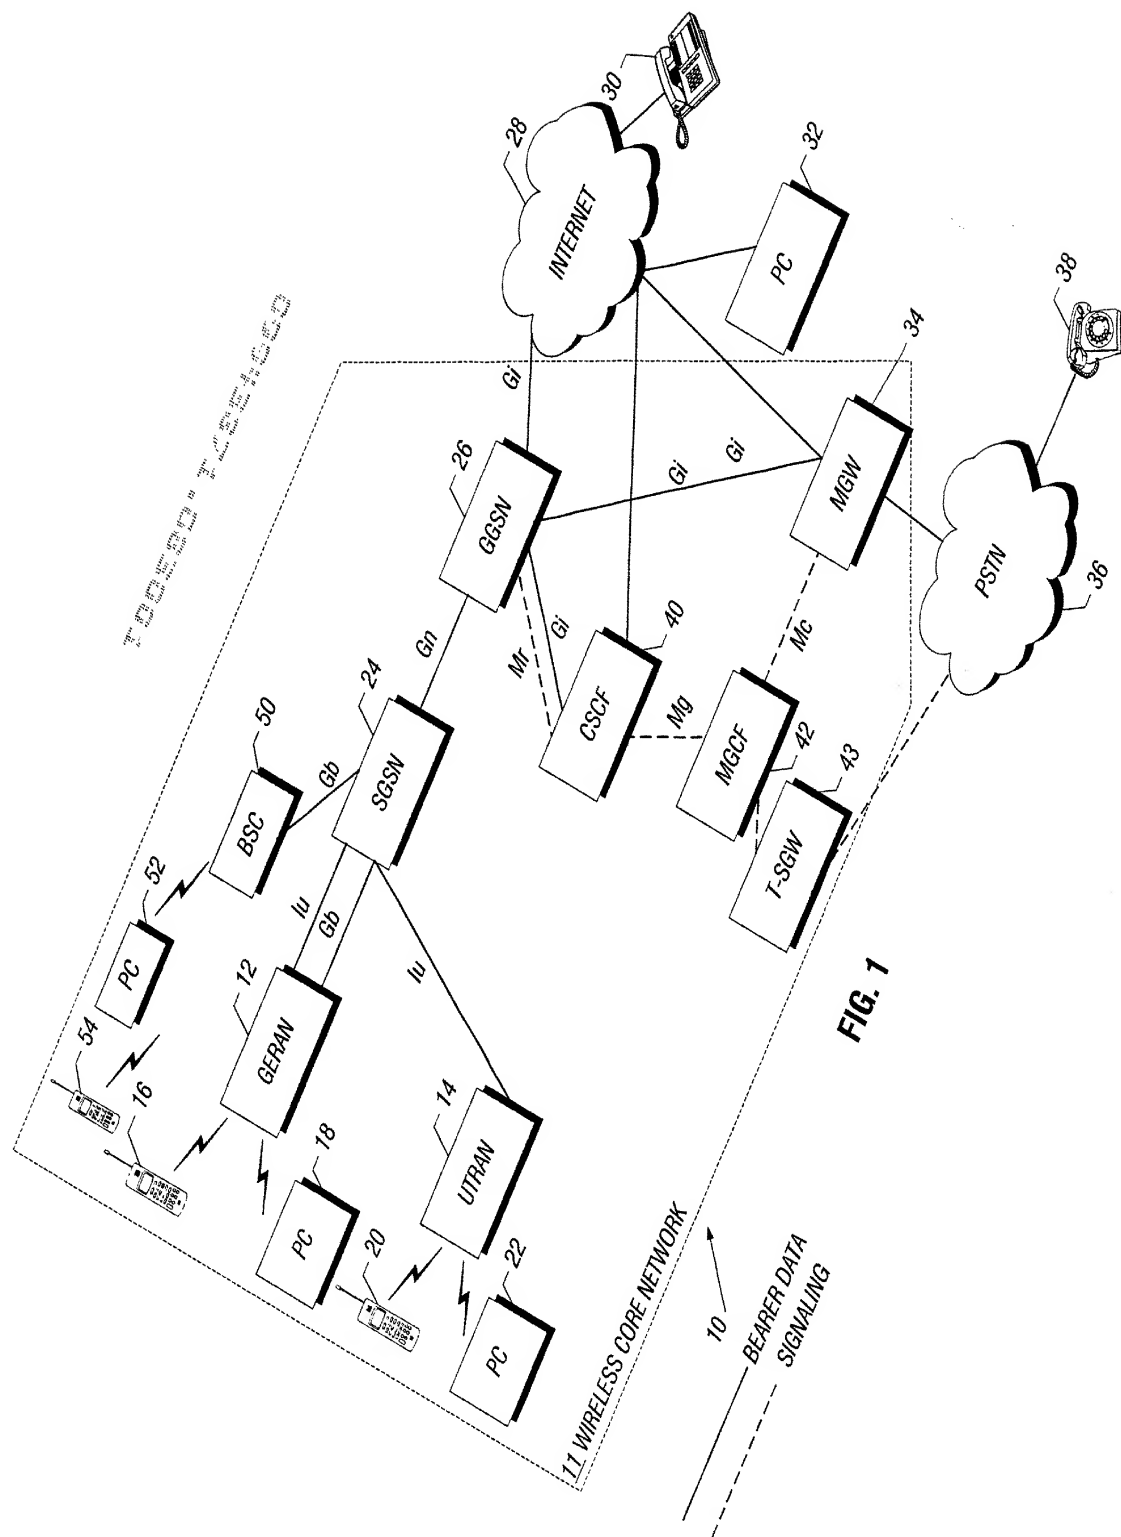 30
28
INTERNET
32
PC
38
34
Gi
26
GGSN
Gi
Gi
MGW
PSTN
36
Gn
Mr
Gi
40
CSCF
Mc
Mg
24
50
SGSN
Gb
BSC
MGCF
42
43
T-SGW
52
PC
Iu
Gb
Iu
12
GERAN
54
16
14
UTRAN
18
PC
20
22
PC
FIG. 1
11 WIRELESS CORE NETWORK
10
BEARER DATA
SIGNALING